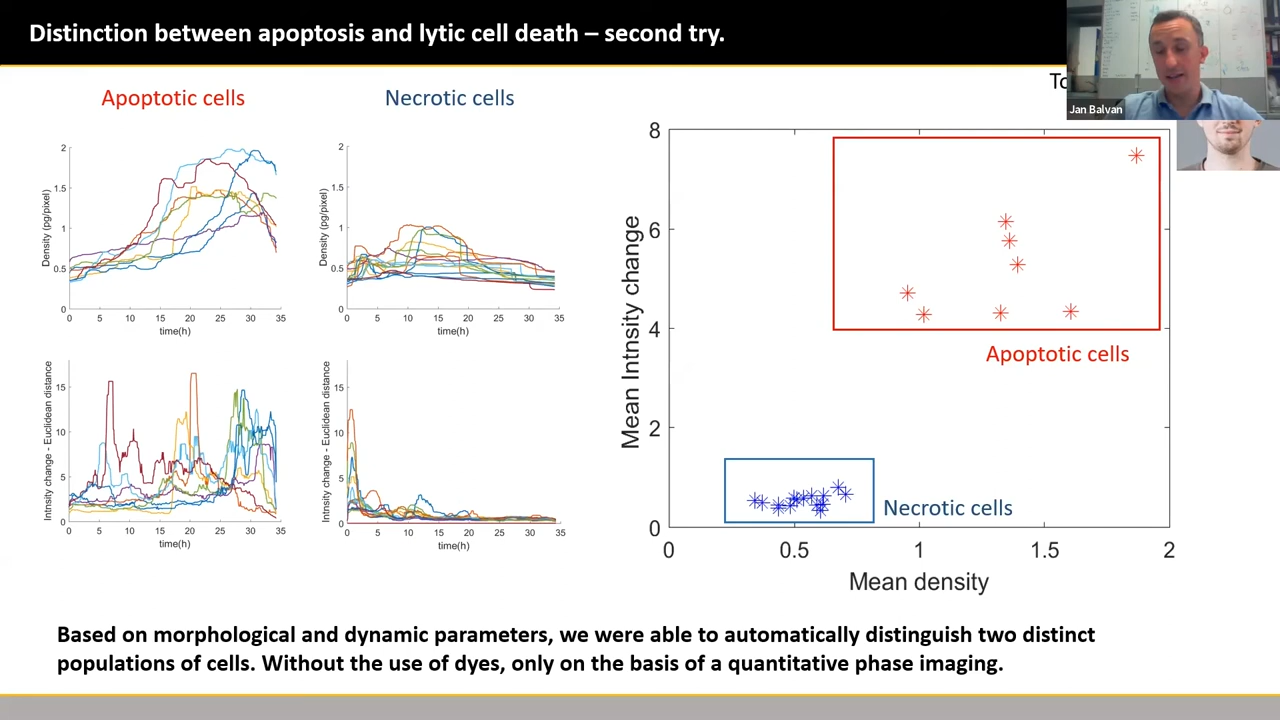 Distinction between apoptosis and lytic cell death – second try.
Jan Balvan
Apoptotic cells
Necrotic cells
Density (pg/pixel)
2
1.5
1
0.5
0
0 5 10 15 20 25 30 35
time(h)
Density (pg/pixel)
2
1.5
1
0.5
0
0 5 10 15 20 25 30 35
time(h)
Intnsity change - Euclidean distance
15
10
5
0
0 5 10 15 20 25 30 35
time(h)
Intnsity change - Euclidean distance
15
10
5
0
0 5 10 15 20 25 30 35
time(h)
Mean Intnsity change
8
6
4
2
0
0 0.5 1 1.5 2
Mean density
Apoptotic cells
Necrotic cells
Based on morphological and dynamic parameters, we were able to automatically distinguish two distinct
populations of cells. Without the use of dyes, only on the basis of a quantitative phase imaging.